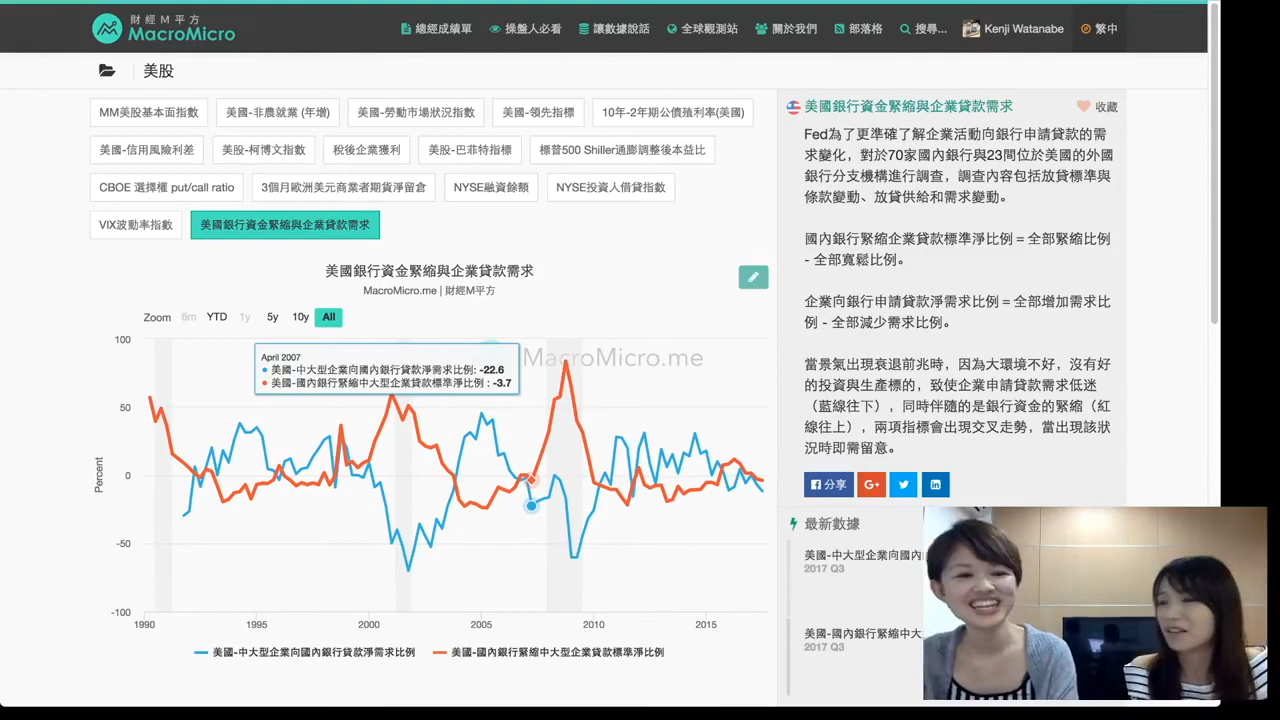 財經M平方
MacroMicro
總經成績單
操盤人必看
讓數據說話
全球觀測站
關於我們
部落格
搜尋...
Kenji Watanabe
繁中
美股
MM美股基本面指數
美國-非農就業 (年增)
美國-勞動市場狀況指數
美國-領先指標
10年-2年期公債殖利率(美國)
美國-信用風險利差
美股-柯博文指數
稅後企業獲利
美股-巴菲特指標
標普500 Shiller通膨調整後本益比
CBOE 選擇權 put/call ratio
3個月歐洲美元商業者期貨淨留倉
NYSE融資餘額
NYSE投資人借貸指數
VIX波動率指數
美國銀行資金緊縮與企業貸款需求
美國銀行資金緊縮與企業貸款需求
MacroMicro.me | 財經M平方
Zoom
6m
YTD
1y
5y
10y
All
MacroMicro.me
April 2007
美國-中大型企業向國內銀行貸款淨需求比例: -22.6
美國-國內銀行緊縮中大型企業貸款標準淨比例 : -3.7
Percent
100
50
0
-50
-100
1990
1995
2000
2005
2010
2015
美國-中大型企業向國內銀行貸款淨需求比例
美國-國內銀行緊縮中大型企業貸款標準淨比例
美國銀行資金緊縮與企業貸款需求
收藏
Fed為了更準確了解企業活動向銀行申請貸款的需
求變化，對於70家國內銀行與23間位於美國的外國
銀行分支機構進行調查，調查內容包括放貸標準與
條款變動、放貸供給和需求變動。
國內銀行緊縮企業貸款標準淨比例 = 全部緊縮比例
- 全部寬鬆比例。
企業向銀行申請貸款淨需求比例 = 全部增加需求比
例 - 全部減少需求比例。
當景氣出現衰退前兆時，因為大環境不好，沒有好
的投資與生產標的，致使企業申請貸款需求低迷
（藍線往下），同時伴隨的是銀行資金的緊縮（紅
線往上），兩項指標會出現交叉走勢，當出現該狀
況時即需留意。
分享
最新數據
美國-中大型企業向國內
2017 Q3
美國-國內銀行緊縮中大
2017 Q3